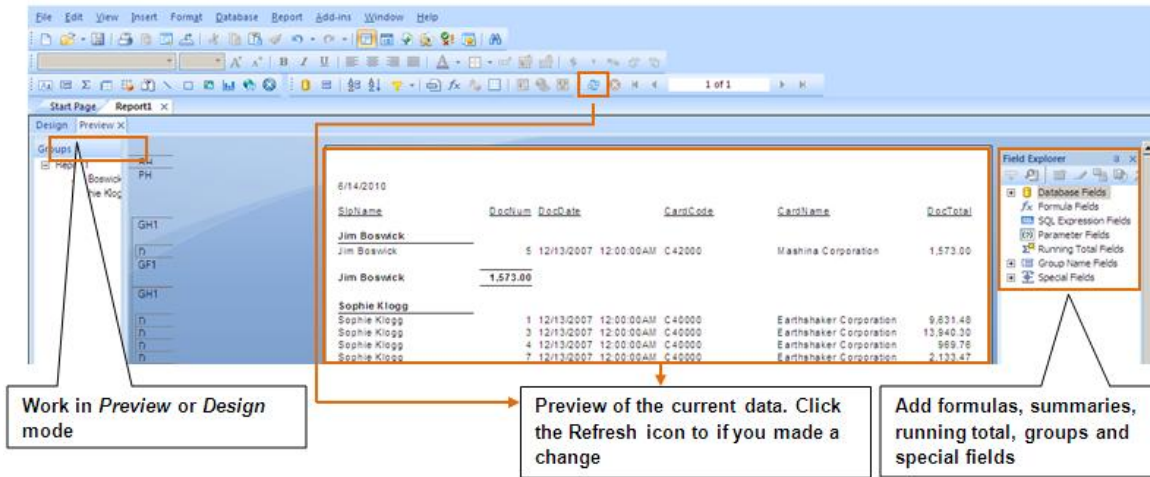 File Edit View Insert Format Database Report Add-ins Window Help
1 of 1
Start Page Report1 ×
Design Preview ×
Groups
RH
PH
GH1
D
GF1
GH1
D
D
D
D
6/14/2010
SlpName DocNum DocDate CardCode CardName DocTotal
Jim Boswick
Jim Boswick 5 12/13/2007 12:00:00AM C42000 Mashina Corporation 1,573.00
Jim Boswick 1,573.00
Sophie Klogg
Sophie Klogg 1 12/13/2007 12:00:00AM C40000 Earthshaker Corporation 9,631.48
Sophie Klogg 3 12/13/2007 12:00:00AM C40000 Earthshaker Corporation 13,940.30
Sophie Klogg 4 12/13/2007 12:00:00AM C40000 Earthshaker Corporation 969.76
Sophie Klogg 7 12/13/2007 12:00:00AM C40000 Earthshaker Corporation 2,133.47
Field Explorer
Database Fields
Formula Fields
SQL Expression Fields
Parameter Fields
Running Total Fields
Group Name Fields
Special Fields
Work in Preview or Design
mode
Preview of the current data. Click
the Refresh icon to if you made a
change
Add formulas, summaries,
running total, groups and
special fields